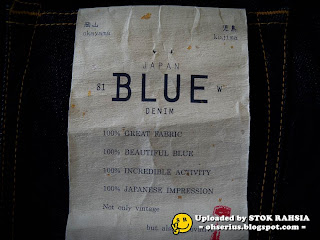 岡山 児島
okayama kojima
JAPAN
81 BLUE W
DENIM
100% GREAT FABRIC
100% BEAUTIFUL BLUE
100% INCREDIBLE ACTIVITY
100% JAPANESE IMPRESSION
Not only vintage
but als
Uploaded by STOK RAHSIA
~ ohserius.blogspot.com ~